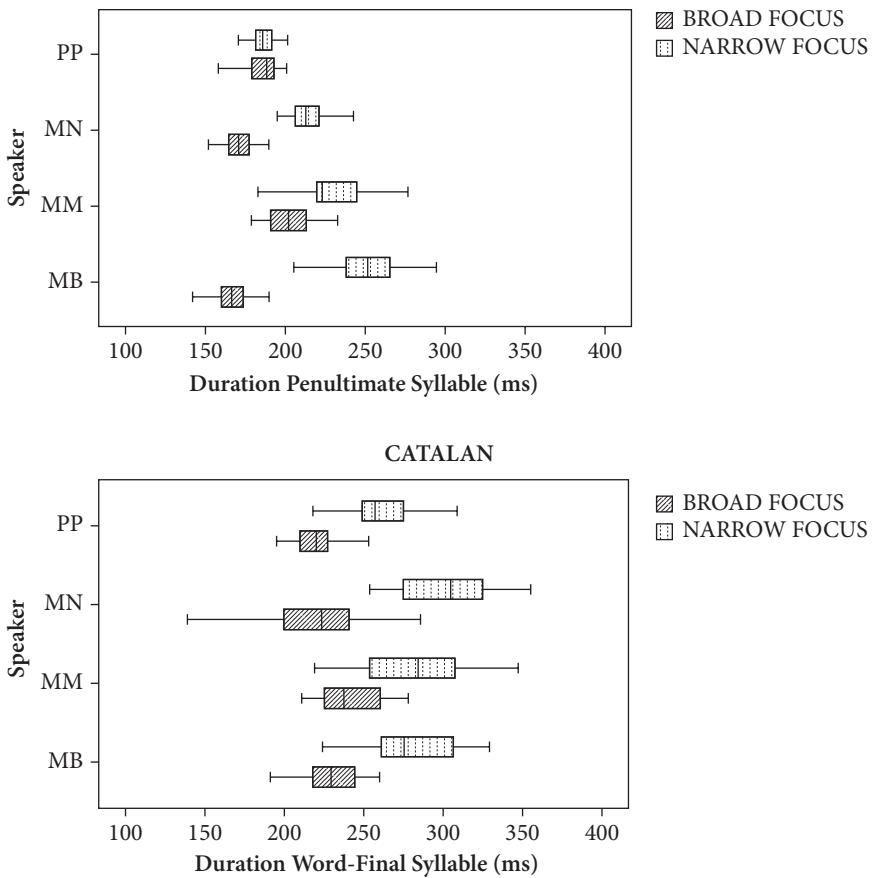 BROAD FOCUS
NARROW FOCUS
PP
MN
MM
MB
Speaker
100 150 200 250 300 350 400
Duration Penultimate Syllable (ms)
CATALAN
BROAD FOCUS
NARROW FOCUS
PP
MN
MM
MB
Speaker
100 150 200 250 300 350 400
Duration Word-Final Syllable (ms)